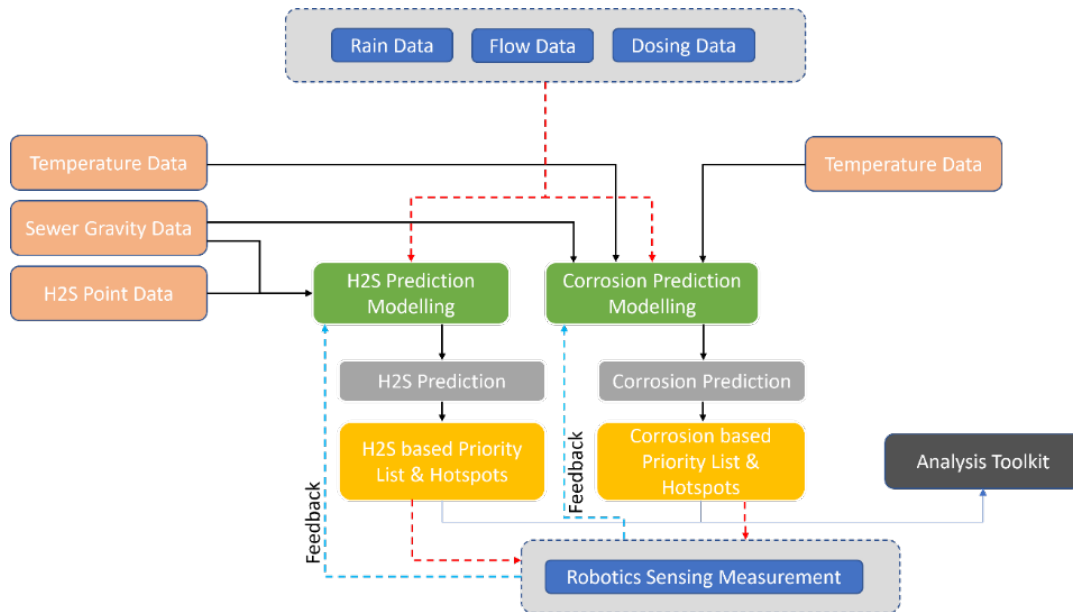 Rain Data
Flow Data
Dosing Data
Temperature Data
Temperature Data
Sewer Gravity Data
H2S Point Data
H2S Prediction
Modelling
Corrosion Prediction
Modelling
H2S Prediction
Corrosion Prediction
H2S based Priority
List & Hotspots
Corrosion based
Priority List &
Hotspots
Analysis Toolkit
Feedback
Feedback
Robotics Sensing Measurement